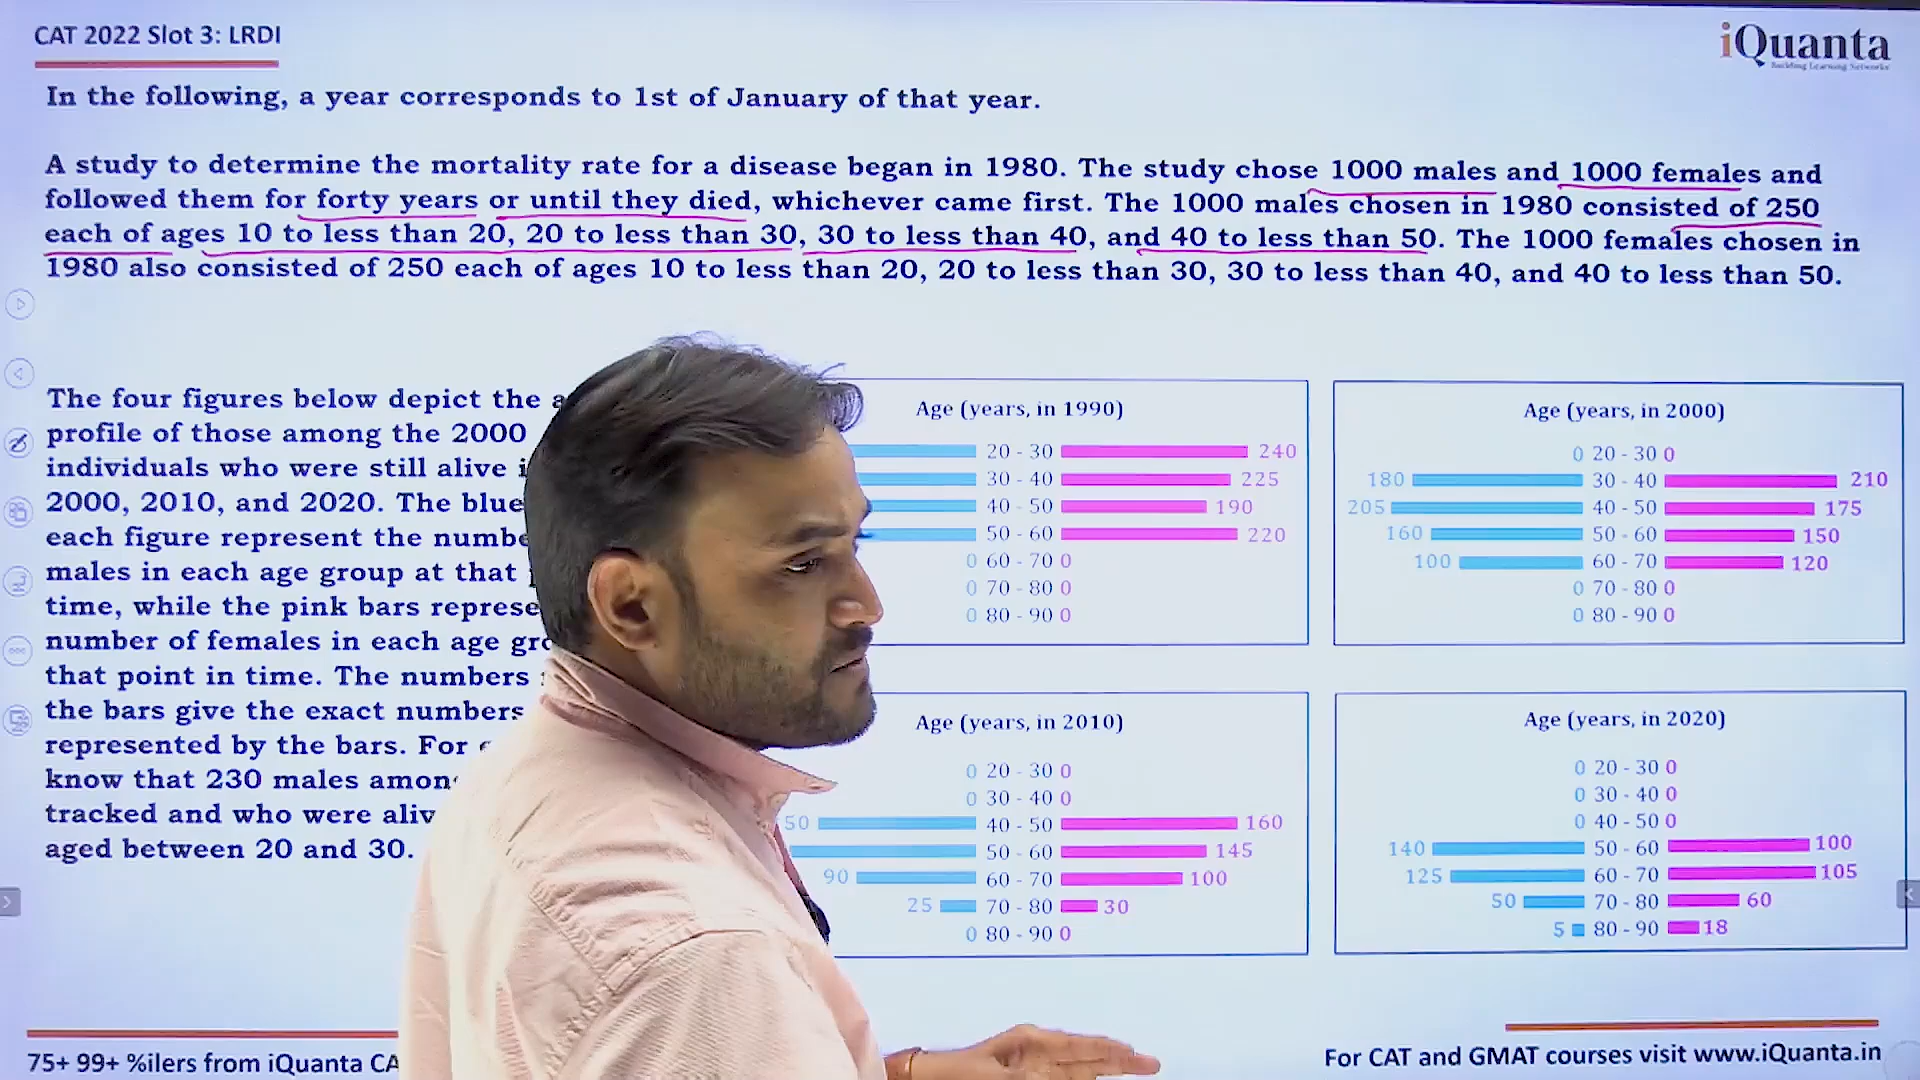 CAT 2022 Slot 3: LRDI
iQuanta
Building Learning Networks
In the following, a year corresponds to 1st of January of that year.
A study to determine the mortality rate for a disease began in 1980. The study chose 1000 males and 1000 females and
followed them for forty years or until they died, whichever came first. The 1000 males chosen in 1980 consisted of 250
each of ages 10 to less than 20, 20 to less than 30, 30 to less than 40, and 40 to less than 50. The 1000 females chosen in
1980 also consisted of 250 each of ages 10 to less than 20, 20 to less than 30, 30 to less than 40, and 40 to less than 50.
The four figures below depict the
profile of those among the 2000
individuals who were still alive
2000, 2010, and 2020. The blue
each figure represent the
males in each age group at that
time, while the pink bars
number of females in each age
that point in time. The numbers
the bars give the exact numbers
represented by the bars. For
know that 230 males
tracked and who were
aged between 20 and 30.
Age (years, in 1990)
20 - 30 240
30 - 40 225
40 - 50 190
50 - 60 220
0 60 - 70 0
0 70 - 80 0
0 80 - 90 0
Age (years, in 2000)
0 20 - 30 0
180 30 - 40 210
205 40 - 50 175
160 50 - 60 150
100 60 - 70 120
0 70 - 80 0
0 80 - 90 0
Age (years, in 2010)
0 20 - 30 0
0 30 - 40 0
40 - 50 160
50 - 60 145
90 60 - 70 100
25 70 - 80 30
0 80 - 90 0
Age (years, in 2020)
0 20 - 30 0
0 30 - 40 0
0 40 - 50 0
140 50 - 60 100
125 60 - 70 105
50 70 - 80 60
5 80 - 90 18
75+ 99+ %ilers from iQuanta
For CAT and GMAT courses visit www.iQuanta.in